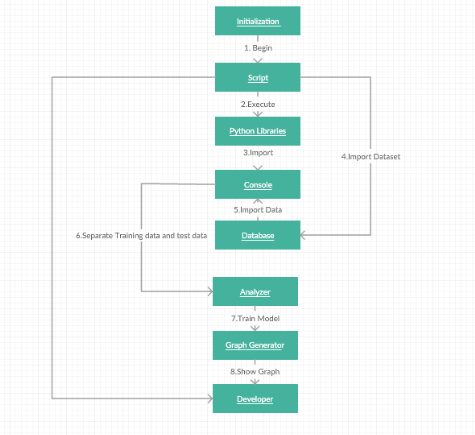 Initialization
1. Begin
Script
2.Execute
Python Libraries
3.Import
4.Import Dataset
Console
5.Import Data
6.Separate Training data and test data
Database
Analyzer
7.Train Model
Graph Generator
8.Show Graph
Developer